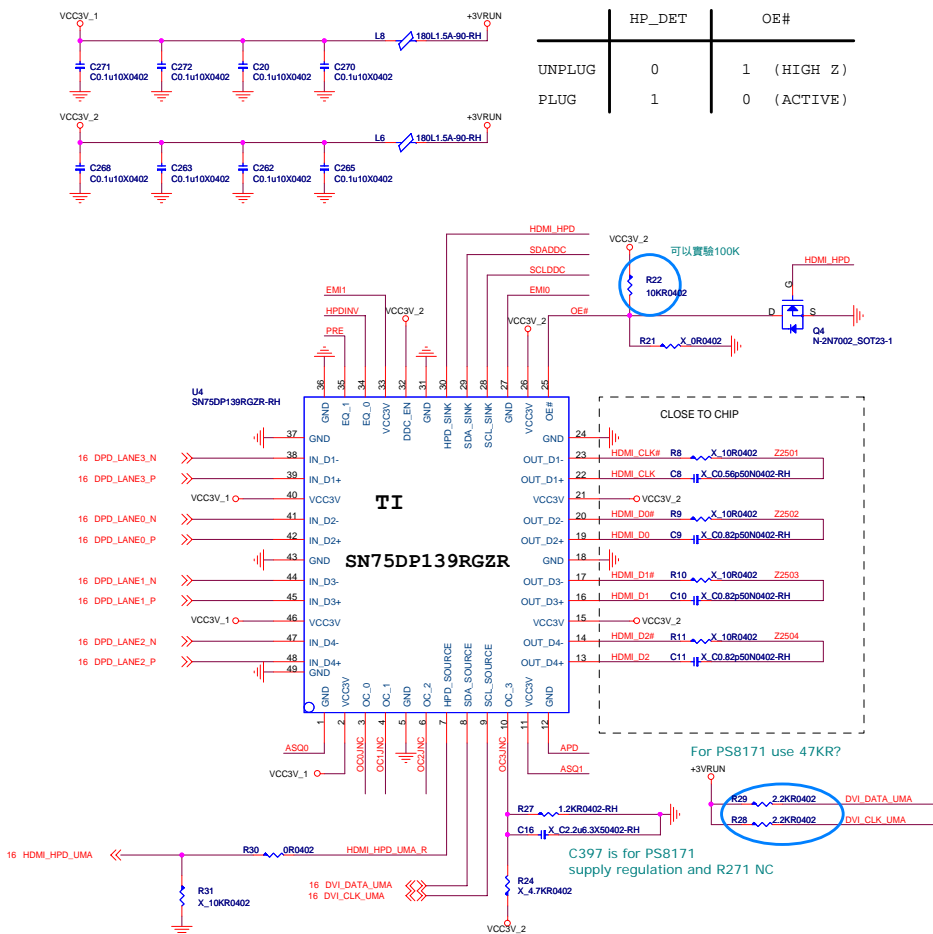 VCC3V_1
+3VRUN
L8 180L1.5A-90-RH
C271
C0.1u10X0402
C272
C0.1u10X0402
C20
C0.1u10X0402
C270
C0.1u10X0402
VCC3V_2
+3VRUN
L6 180L1.5A-90-RH
C268
C0.1u10X0402
C263
C0.1u10X0402
C262
C0.1u10X0402
C265
C0.1u10X0402
HP_DET OE#
UNPLUG 0 1 (HIGH Z)
PLUG 1 0 (ACTIVE)
HDMI_HPD
SDADDC
SCLDDC
EMI1
EMI0
HPDINV
VCC3V_2
VCC3V_2
OE#
PRE
VCC3V_2
可以實驗100K
R22
10KR0402
R21 X_0R0402
HDMI_HPD
G
D
S
Q4
N-2N7002_SOT23-1
U4
SN75DP139RGZR-RH
36 35 34 33 32 31 30 29 28 27 26 25
GND EQ_1 EQ_0 VCC3V DDC_EN GND HPD_SINK SDA_SINK SCL_SINK GND VCC3V OE#
TI
SN75DP139RGZR
37 GND
16 DPD_LANE3_N 38 IN_D1-
16 DPD_LANE3_P 39 IN_D1+
VCC3V_1 40 VCC3V
16 DPD_LANE0_N 41 IN_D2-
16 DPD_LANE0_P 42 IN_D2+
43 GND
16 DPD_LANE1_N 44 IN_D3-
16 DPD_LANE1_P 45 IN_D3+
VCC3V_1 46 VCC3V
16 DPD_LANE2_N 47 IN_D4-
16 DPD_LANE2_P 48 IN_D4+
49 GND
CLOSE TO CHIP
GND 24
OUT_D1- 23 HDMI_CLK# R8 X_10R0402 Z2501
OUT_D1+ 22 HDMI_CLK C8 X_C0.56p50N0402-RH
VCC3V 21 VCC3V_2
OUT_D2- 20 HDMI_D0# R9 X_10R0402 Z2502
OUT_D2+ 19 HDMI_D0 C9 X_C0.82p50N0402-RH
GND 18
OUT_D3- 17 HDMI_D1# R10 X_10R0402 Z2503
OUT_D3+ 16 HDMI_D1 C10 X_C0.82p50N0402-RH
VCC3V 15 VCC3V_2
OUT_D4- 14 HDMI_D2# R11 X_10R0402 Z2504
OUT_D4+ 13 HDMI_D2 C11 X_C0.82p50N0402-RH
GND VCC3V OC_0 OC_1 GND OC_2 HPD_SOURCE SDA_SOURCE SCL_SOURCE OC_3 VCC3V GND
1 2 3 4 5 6 7 8 9 10 11 12
ASQ0
VCC3V_1
OC0JNC
OC1JNC
OC2JNC
OC3JNC
APD
ASQ1
For PS8171 use 47KR?
+3VRUN
R29 2.2KR0402 DVI_DATA_UMA
R28 2.2KR0402 DVI_CLK_UMA
R27 1.2KR0402-RH
C16 X_C2.2u6.3X50402-RH
C397 is for PS8171
supply regulation and R271 NC
16 HDMI_HPD_UMA
R30 0R0402 HDMI_HPD_UMA_R
R31
X_10KR0402
16 DVI_DATA_UMA
16 DVI_CLK_UMA
R24
X_4.7KR0402
VCC3V_2